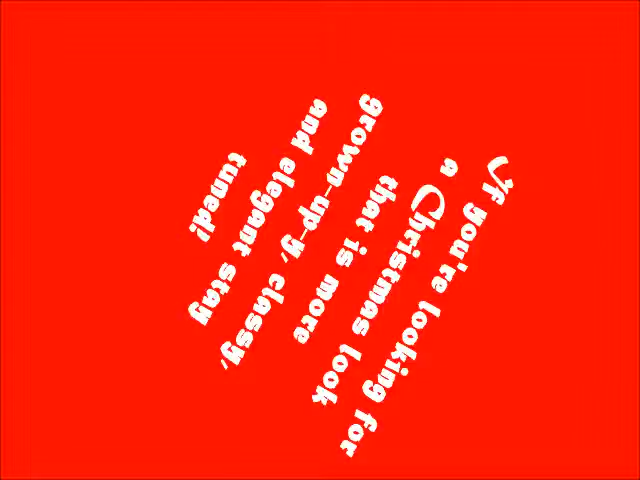 If you're looking for
a Christmas look
that is more
grown-up-y, classy,
and elegant stay
tuned!